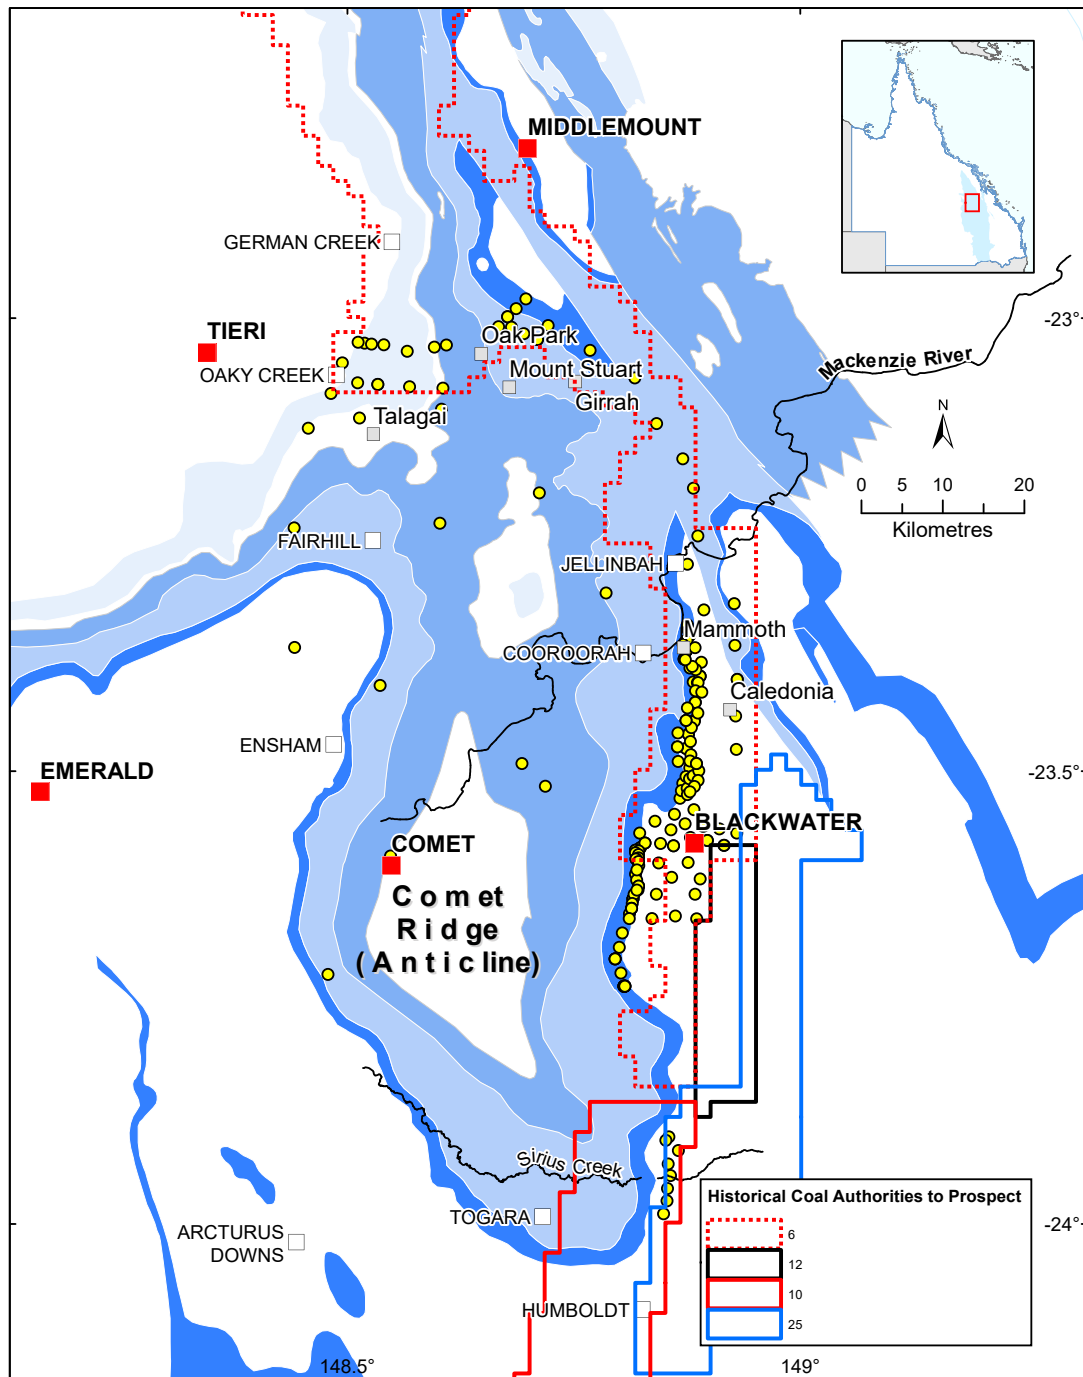 MIDDLEMOUNT
GERMAN CREEK
-23°
TIERI
Oak Park
OAKY CREEK
Mount Stuart
Mackenzie River
Girrah
Talagai
N
0 5 10 20
Kilometres
FAIRHILL
JELLINBAH
Mammoth
COOROORAH
Caledonia
ENSHAM
EMERALD
-23.5°
BLACKWATER
COMET
Comet
Ridge
(Anticline)
Sirius Creek
Historical Coal Authorities to Prospect
6
12
10
25
TOGARA
-24°
ARCTURUS
DOWNS
HUMBOLDT
148.5°
149°